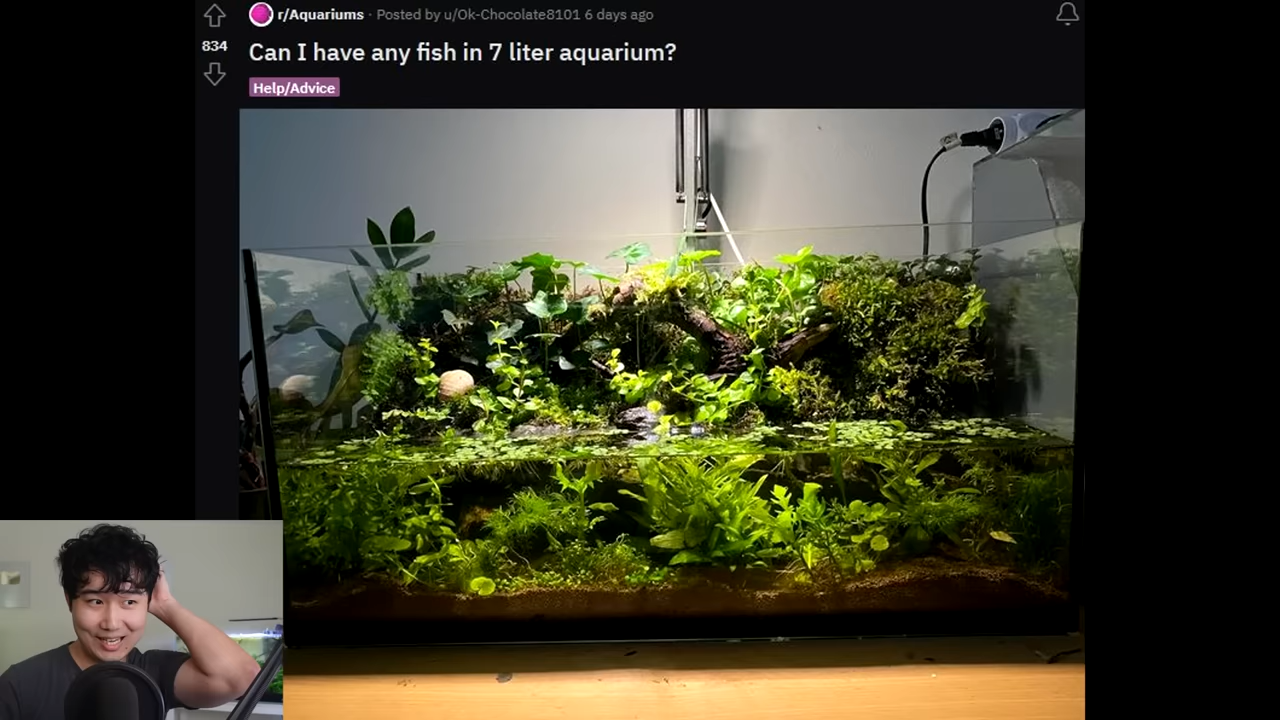 r/Aquariums · Posted by u/Ok-Chocolate8101 6 days ago
834
Can I have any fish in 7 liter aquarium?
Help/Advice